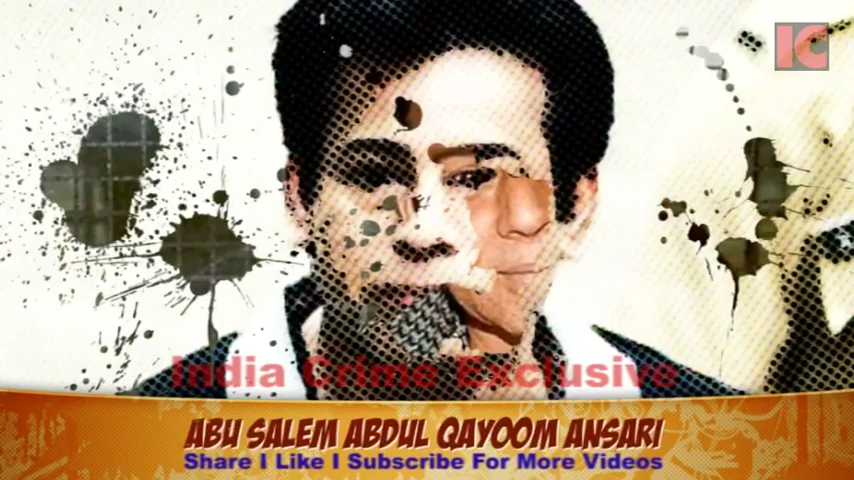 IC
India Crime Exclusive
ABU SALEM ABDUL QAYOOM ANSARI
Share I Like I Subscribe For More Videos